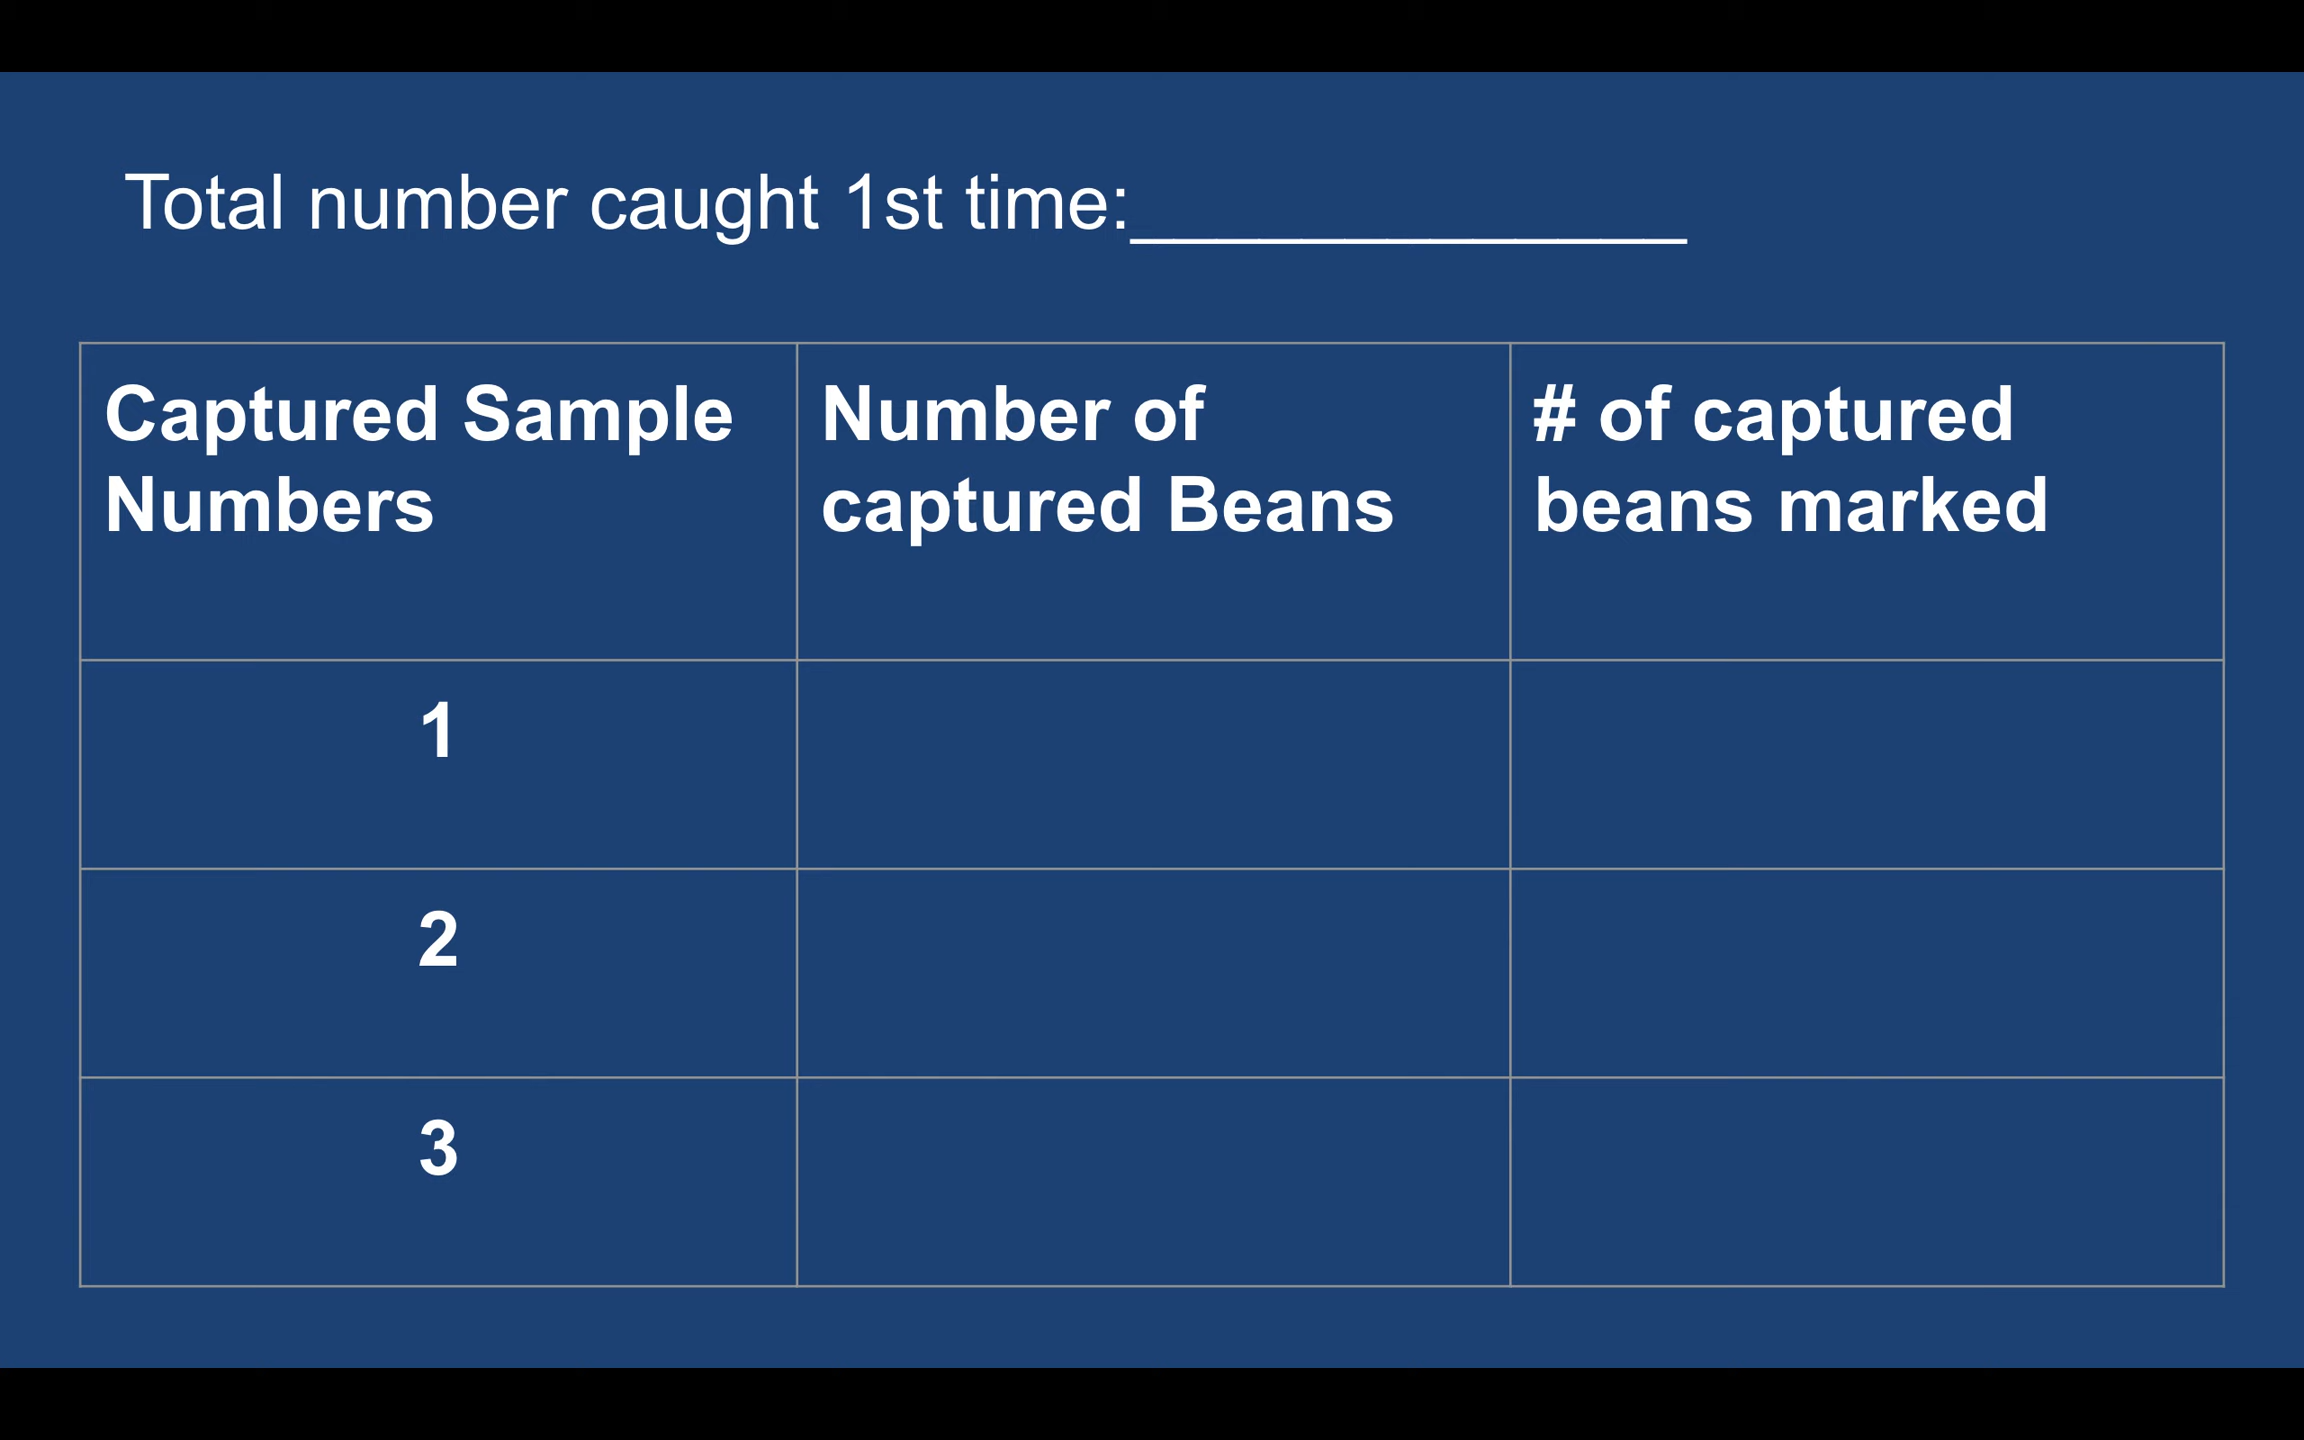 Total number caught 1st time:_______________
Captured Sample
Numbers
Number of
captured Beans
# of captured
beans marked
1
2
3